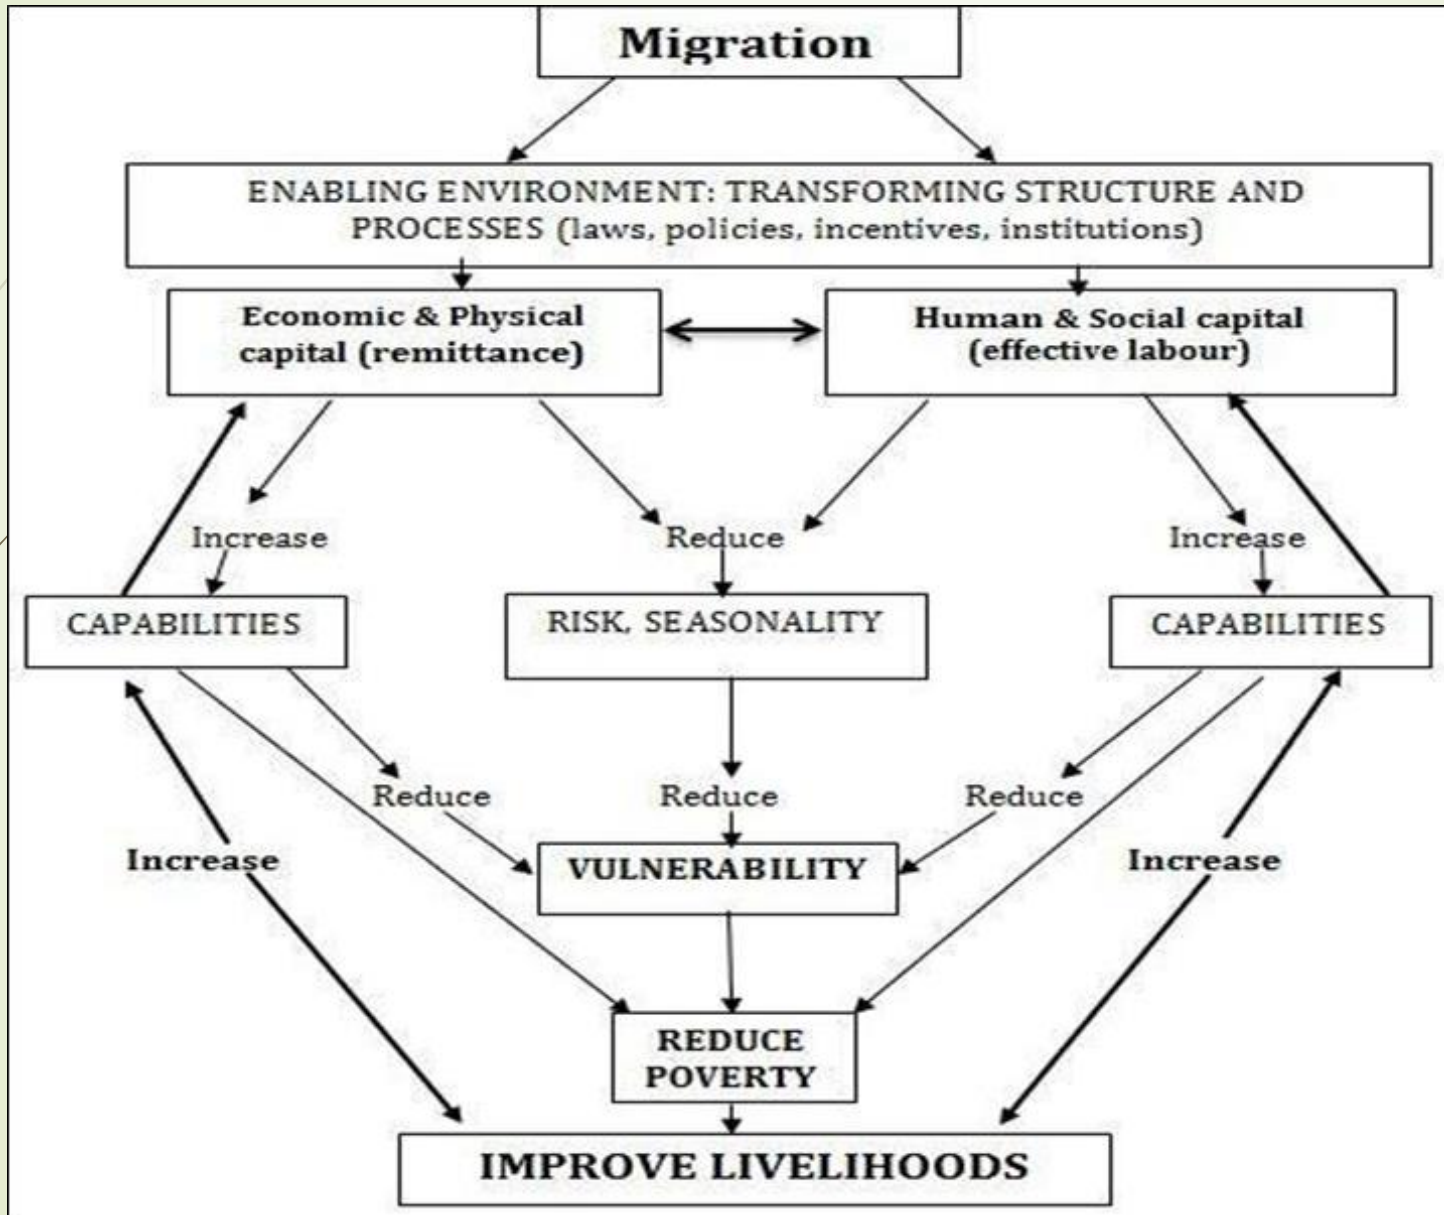 Migration
ENABLING ENVIRONMENT: TRANSFORMING STRUCTURE AND
PROCESSES (laws, policies, incentives, institutions)
Economic & Physical
capital (remittance)
Human & Social capital
(effective labour)
Increase
Reduce
Increase
CAPABILITIES
RISK, SEASONALITY
CAPABILITIES
Reduce
Reduce
Reduce
Increase
VULNERABILITY
Increase
REDUCE
POVERTY
IMPROVE LIVELIHOODS